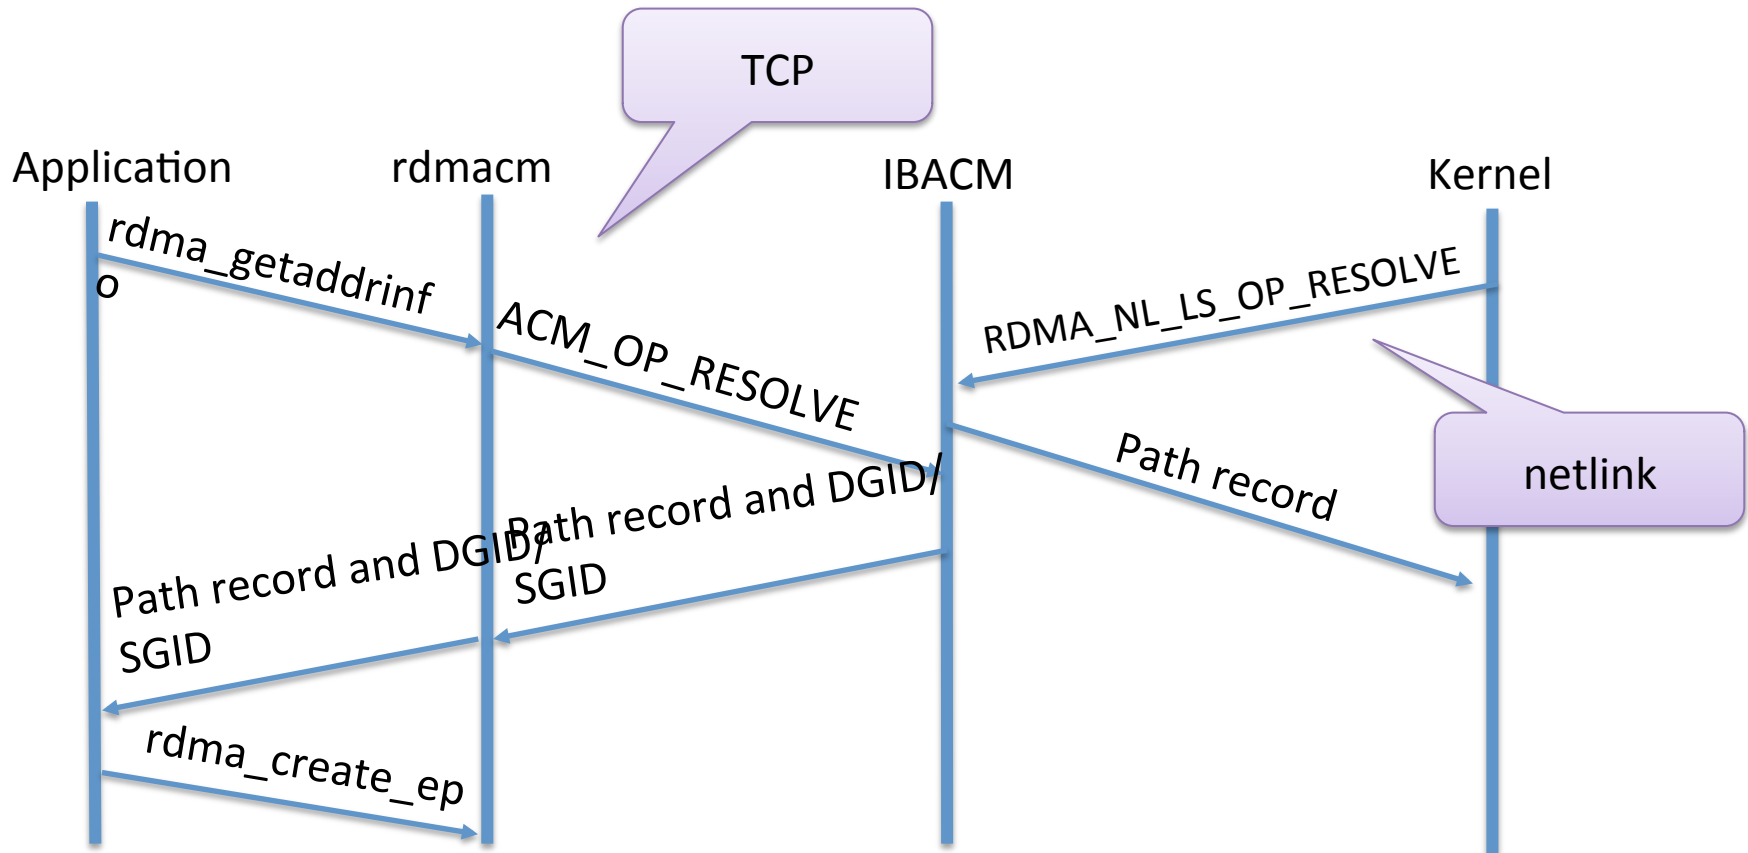 TCP
Application
rdmacm
IBACM
Kernel
rdma_getaddrinf
o
ACM_OP_RESOLVE
RDMA_NL_LS_OP_RESOLVE
Path record
netlink
Path record and DGID/
SGID
Path record and DGID/
SGID
rdma_create_ep